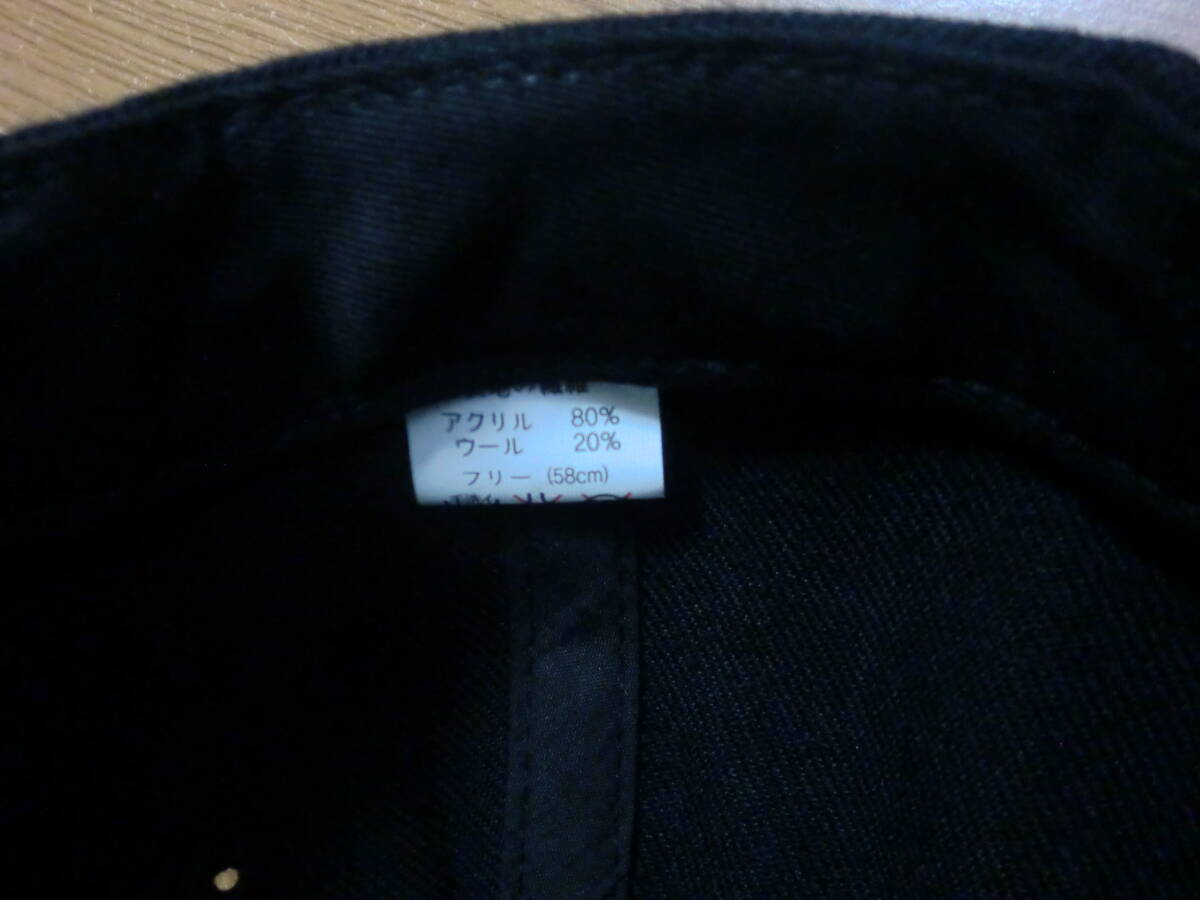 アクリル 80%
ウール 20%
フリー (58cm)